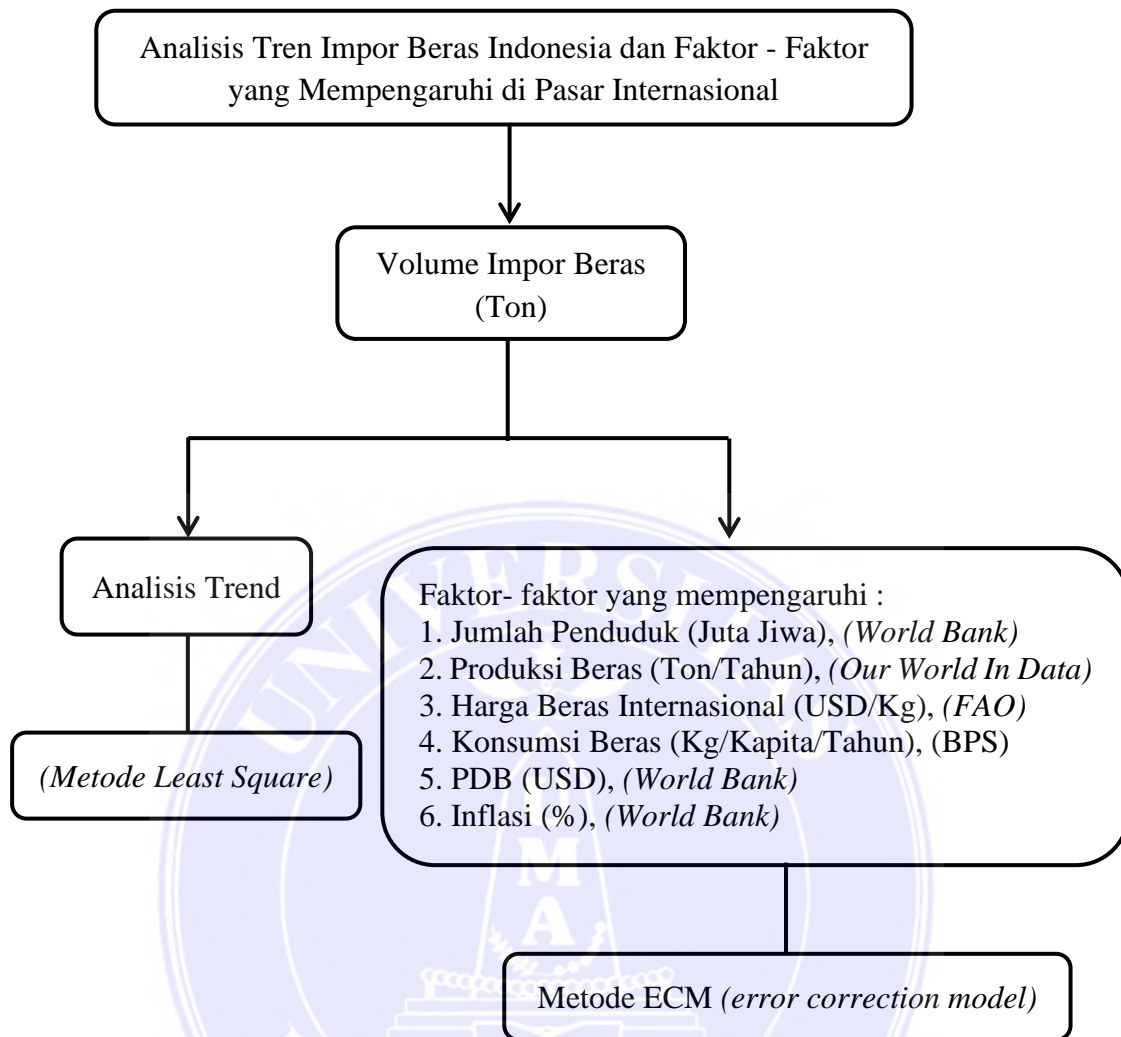 Analisis Tren Impor Beras Indonesia dan Faktor - Faktor
yang Mempengaruhi di Pasar Internasional
Volume Impor Beras
(Ton)
Analisis Trend
(Metode Least Square)
Faktor- faktor yang mempengaruhi :
1. Jumlah Penduduk (Juta Jiwa), (World Bank)
2. Produksi Beras (Ton/Tahun), (Our World In Data)
3. Harga Beras Internasional (USD/Kg), (FAO)
4. Konsumsi Beras (Kg/Kapita/Tahun), (BPS)
5. PDB (USD), (World Bank)
6. Inflasi (%), (World Bank)
Metode ECM (error correction model)
UNIVERSITAS
M
A